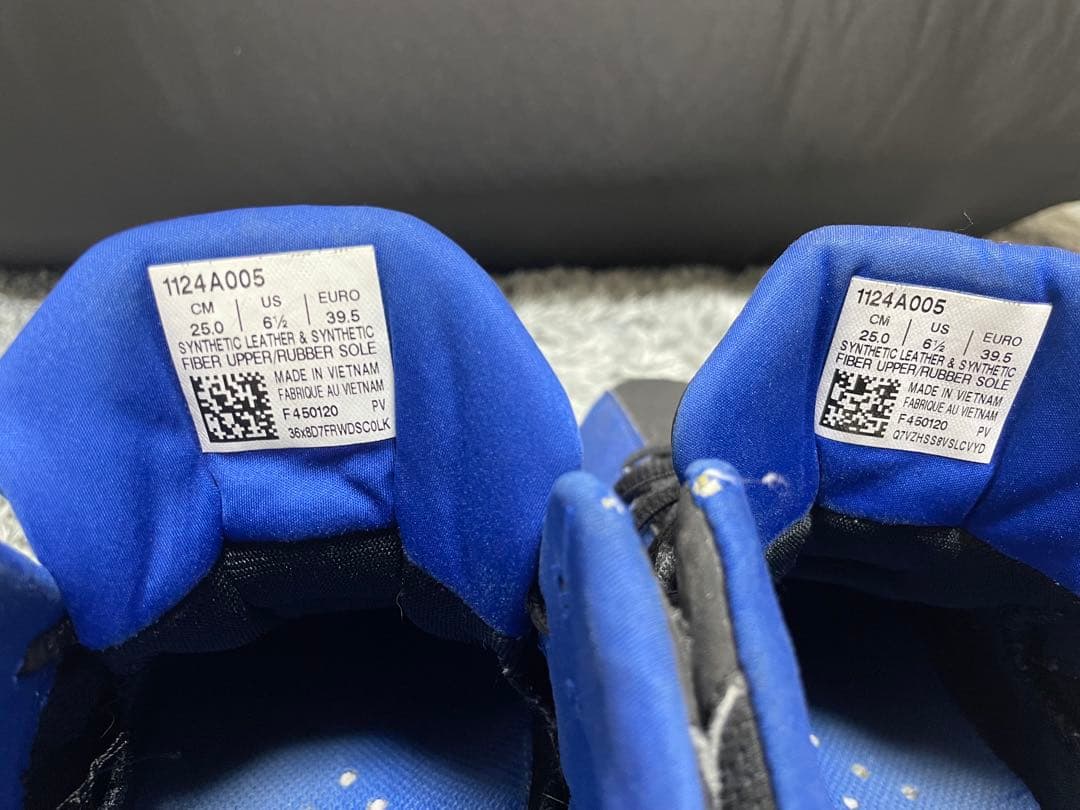 1124A005
CM | US | EURO
25.0 | 6½ | 39.5
SYNTHETIC LEATHER & SYNTHETIC
FIBER UPPER/RUBBER SOLE
MADE IN VIETNAM
FABRIQUE AU VIETNAM
F450120 PV
36x8D7FRWDSC0LK
1124A005
CM | US | EURO
25.0 | 6½ | 39.5
SYNTHETIC LEATHER & SYNTHETIC
FIBER UPPER/RUBBER SOLE
MADE IN VIETNAM
FABRIQUE AU VIETNAM
F450120 PV
Q7VZHSS8VSLCVYD